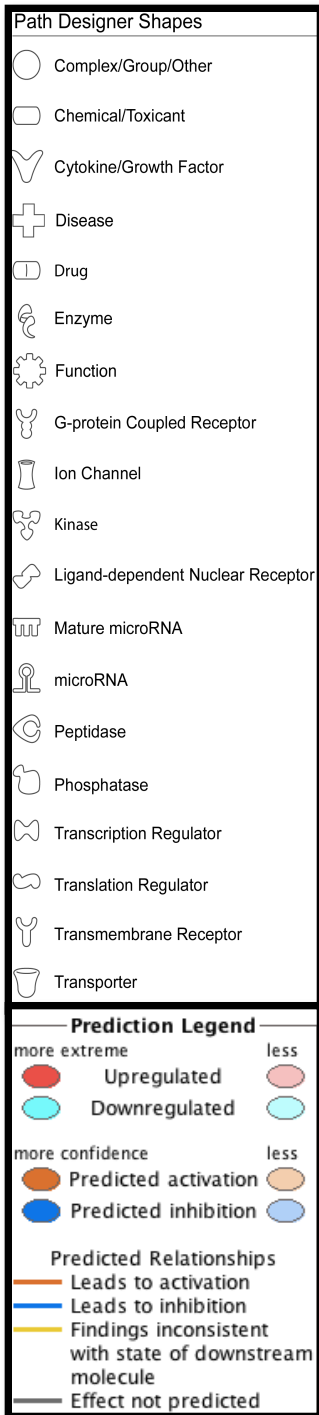 Path Designer Shapes
Complex/Group/Other
Chemical/Toxicant
Cytokine/Growth Factor
Disease
Drug
Enzyme
Function
G-protein Coupled Receptor
Ion Channel
Kinase
Ligand-dependent Nuclear Receptor
Mature microRNA
microRNA
Peptidase
Phosphatase
Transcription Regulator
Translation Regulator
Transmembrane Receptor
Transporter
Prediction Legend
more extreme less
Upregulated
Downregulated
more confidence less
Predicted activation
Predicted inhibition
Predicted Relationships
Leads to activation
Leads to inhibition
Findings inconsistent
with state of downstream
molecule
Effect not predicted